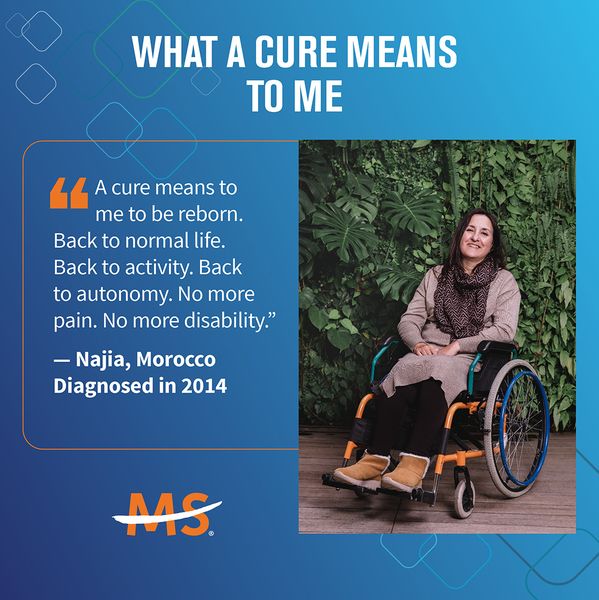 WHAT A CURE MEANS
TO ME
“ A cure means to
me to be reborn.
Back to normal life.
Back to activity. Back
to autonomy. No more
pain. No more disability.”
— Najia, Morocco
Diagnosed in 2014
MS®